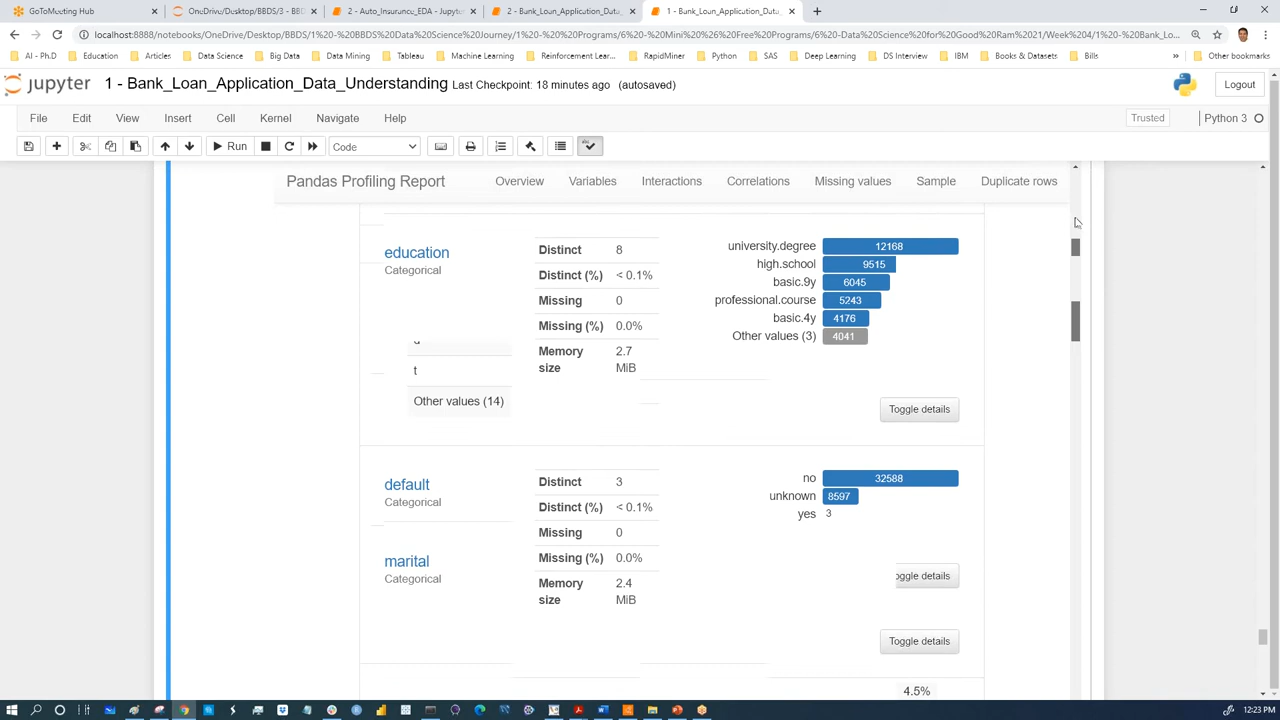 GoToMeeting Hub
OneDrive/Desktop/BBDS/3 - BBDS
2 - Auto_Insurancu_EDA - Jupyter
2 - Bank_Loan_Application_Data_
1 - Bank_Loan_Application_Data_
localhost:8888/notebooks/OneDrive/Desktop/BBDS/1%20-%20BBDS%20Data%20Science%20Journey/1%20-%20Programs/6%20-%20Mini%20%26%20Free%20Programs/6-%20Data%20Science%20for%20Good%20Ram%202021/Week%204/1%20-%20Bank_Lo...
AI - Ph.D
Education
Articles
Data Science
Big Data
Data Mining
Tableau
Machine Learning
Reinforcement Lear...
RapidMiner
Python
SAS
Deep Learning
DS Interview
IBM
Books & Datasets
Bills
»
Other bookmarks
jupyter 1 - Bank_Loan_Application_Data_Understanding Last Checkpoint: 18 minutes ago (autosaved)
Logout
File Edit View Insert Cell Kernel Navigate Help
Trusted
Python 3
Run
Code
Pandas Profiling Report
Overview Variables Interactions Correlations Missing values Sample Duplicate rows
education
Categorical
Distinct 8
Distinct (%) < 0.1%
Missing 0
Missing (%) 0.0%
Memory size 2.7 MiB
university.degree 12168
high.school 9515
basic.9y 6045
professional.course 5243
basic.4y 4176
Other values (3) 4041
t
Other values (14)
Toggle details
default
Categorical
Distinct 3
Distinct (%) < 0.1%
Missing 0
Missing (%) 0.0%
Memory size 2.4 MiB
no 32588
unknown 8597
yes 3
marital
Categorical
oggle details
Toggle details
4.5%
12:23 PM